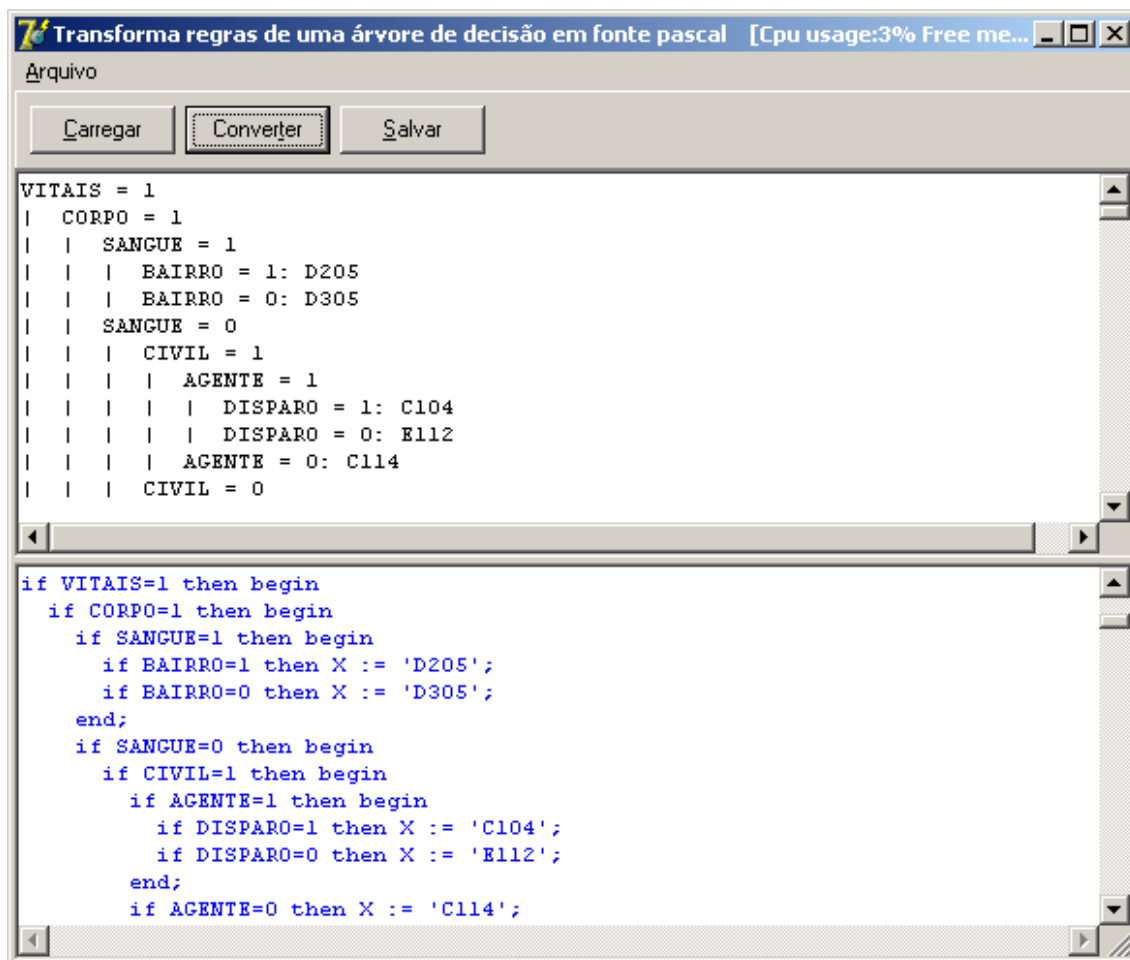 Transforma regras de uma árvore de decisão em fonte pascal [Cpu usage:3% Free me...
Arquivo
Carregar Converter Salvar
VITAIS = 1
| CORPO = 1
| | SANGUE = 1
| | | BAIRRO = 1: D205
| | | BAIRRO = 0: D305
| | SANGUE = 0
| | | CIVIL = 1
| | | | AGENTE = 1
| | | | | DISPARO = 1: C104
| | | | | DISPARO = 0: E112
| | | | AGENTE = 0: C114
| | | CIVIL = 0
if VITAIS=1 then begin
if CORPO=1 then begin
if SANGUE=1 then begin
if BAIRRO=1 then X := 'D205';
if BAIRRO=0 then X := 'D305';
end;
if SANGUE=0 then begin
if CIVIL=1 then begin
if AGENTE=1 then begin
if DISPARO=1 then X := 'C104';
if DISPARO=0 then X := 'E112';
end;
if AGENTE=0 then X := 'C114';